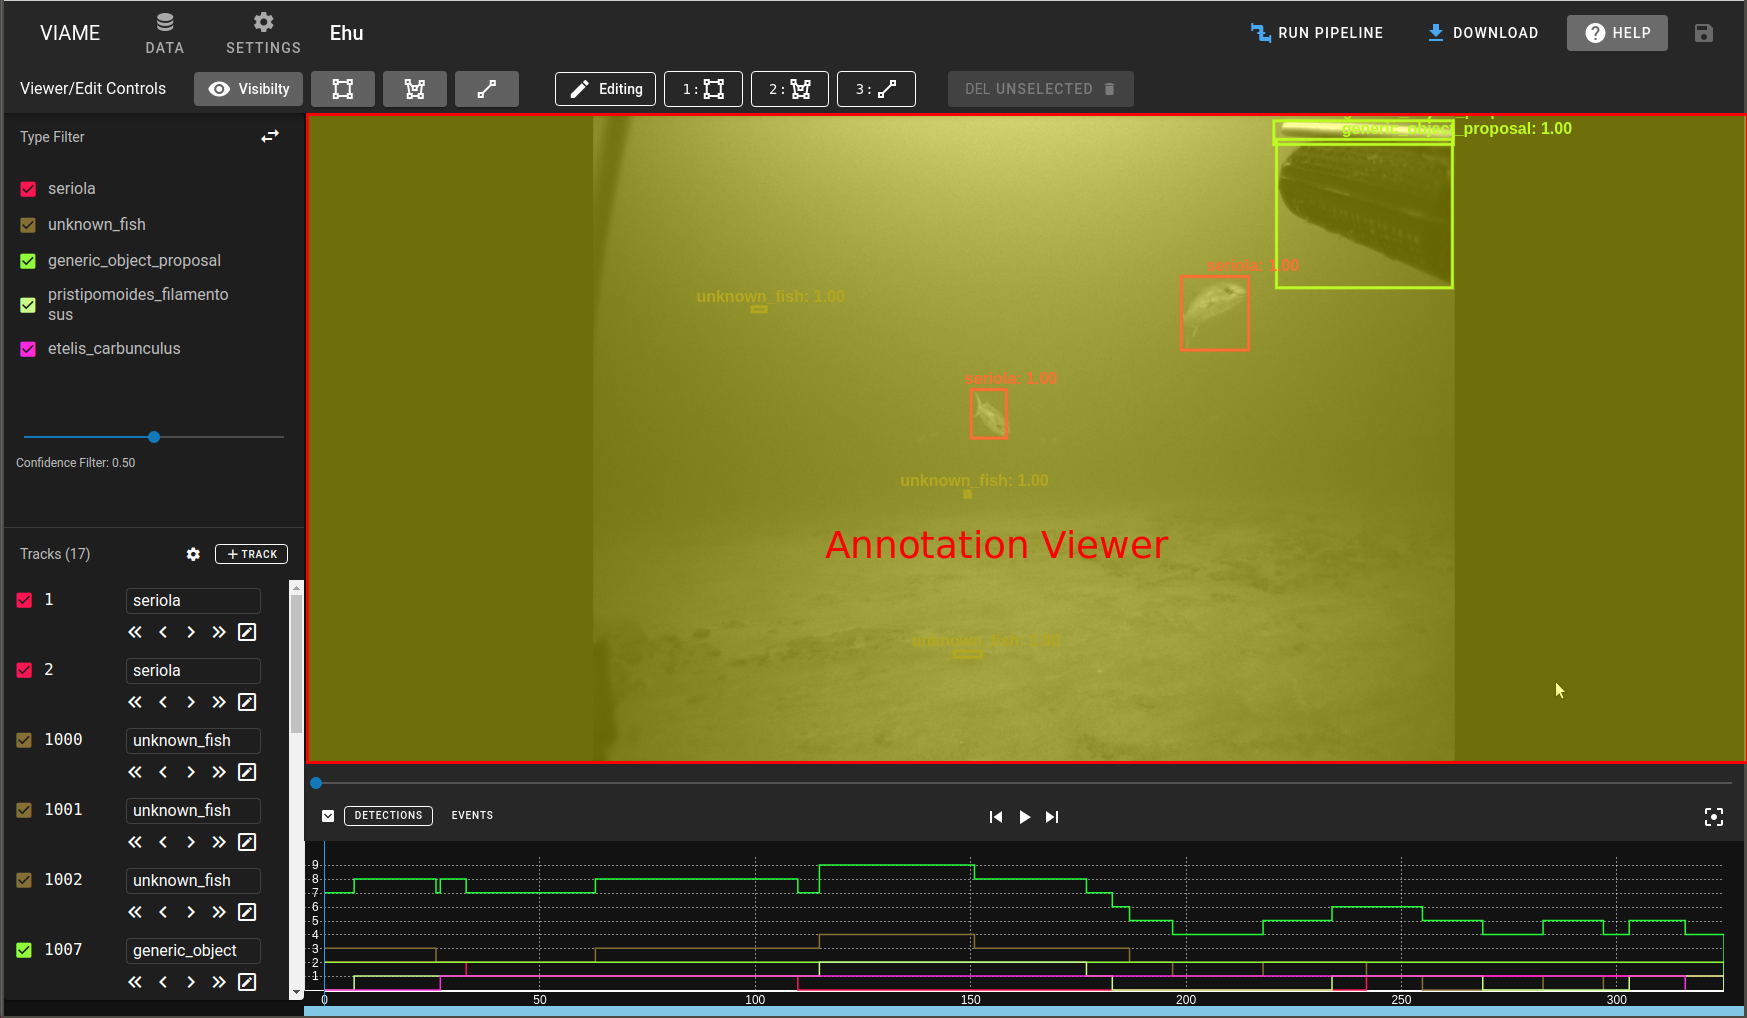 VIAME
DATA
SETTINGS
Ehu
RUN PIPELINE
DOWNLOAD
HELP
Viewer/Edit Controls
Visibilty
Editing
1:
2:
3:
DEL UNSELECTED
Type Filter
seriola
unknown_fish
generic_object_proposal
pristipomoides_filamento
sus
etelis_carbunculus
Confidence Filter: 0.50
Tracks (17)
+ TRACK
1
seriola
2
seriola
1000
unknown_fish
1001
unknown_fish
1002
unknown_fish
1007
generic_object
generic_object_proposal: 1.00
seriola: 1.00
unknown_fish: 1.00
seriola: 1.00
unknown_fish: 1.00
Annotation Viewer
unknown_fish: 1.00
DETECTIONS
EVENTS
9
8
7
6
5
4
3
2
1
0 50 100 150 200 250 300